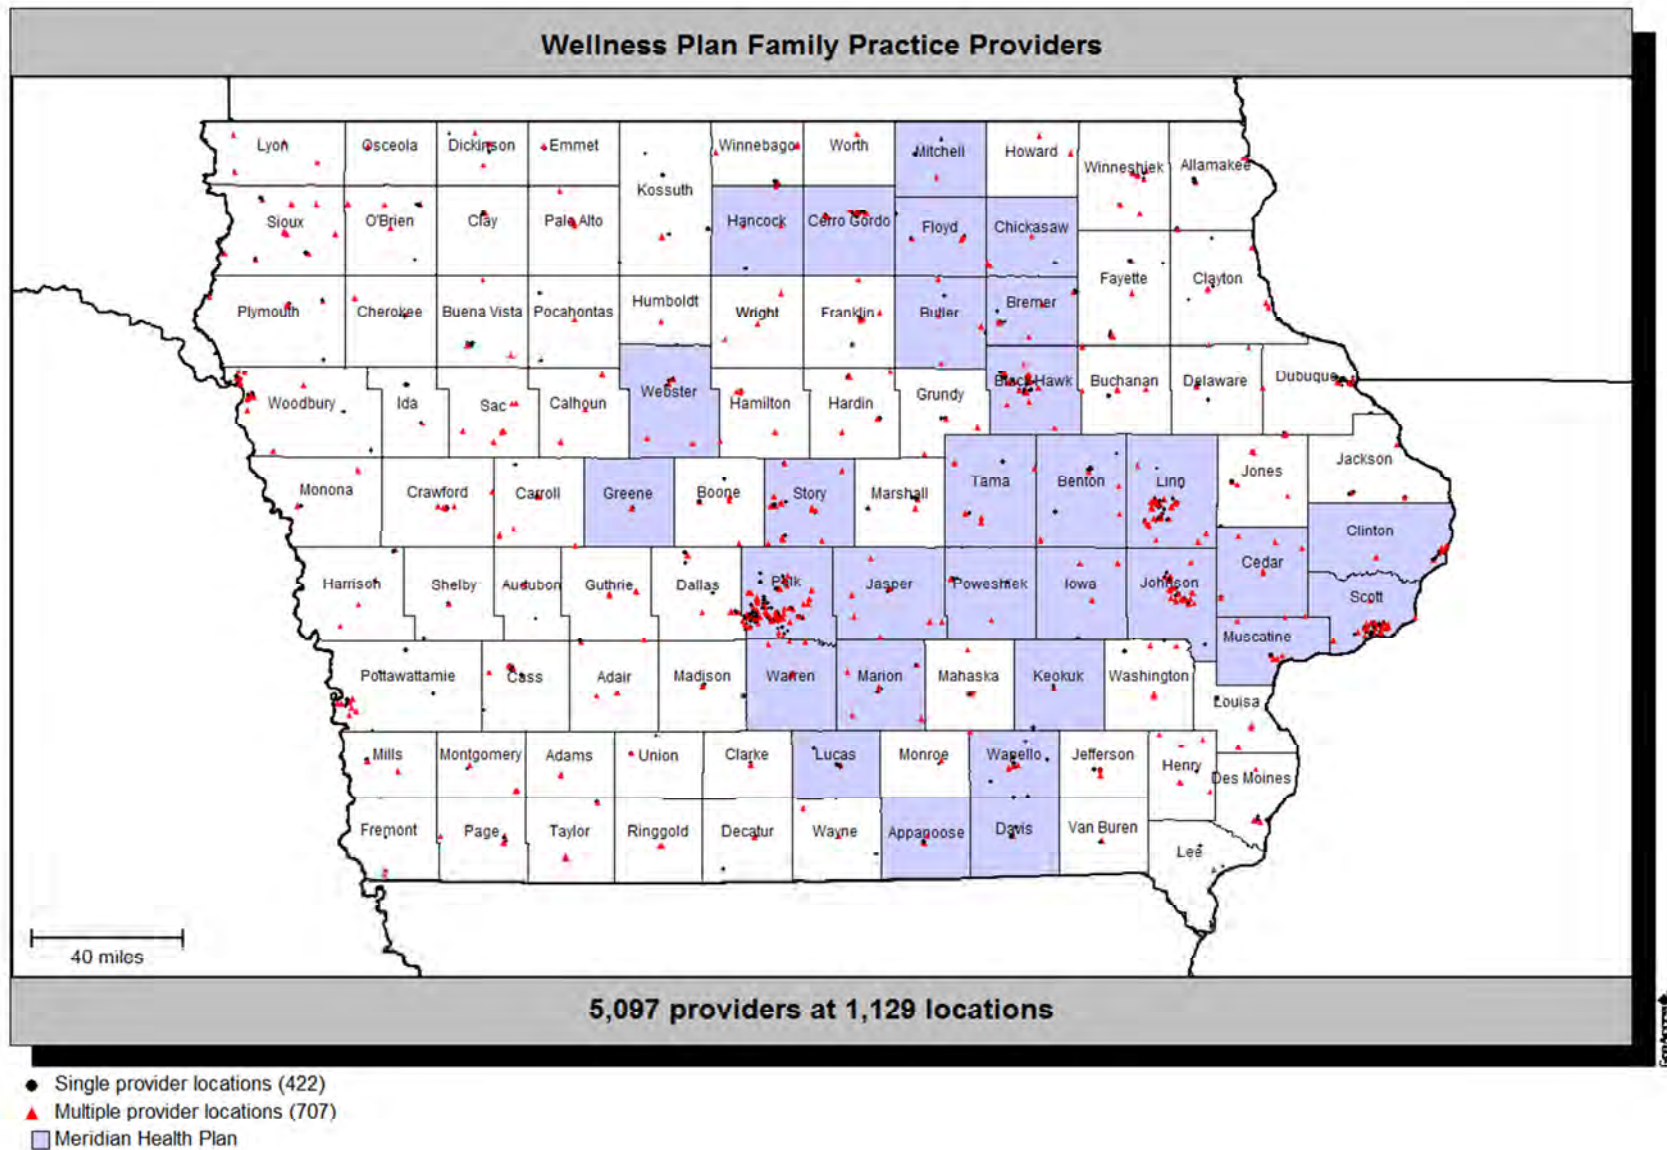 Wellness Plan Family Practice Providers
Lyon Osceola Dickinson Emmet Winnebago Worth Mitchell Howard
Winneshiek Allamakee
Kossuth
Sioux O'Brien Clay Palo Alto Hancock Cerro Gordo Floyd Chickasaw
Fayette Clayton
Plymouth Cherokee Buena Vista Pocahontas Humboldt Wright Franklin Butler Bremer
Woodbury Ida Sac Calhoun Webster Hamilton Hardin Grundy Black Hawk Buchanan Delaware Dubuque
Monona Crawford Carroll Greene Boone Story Marshall Tama Benton Linn Jones Jackson
Clinton
Harrison Shelby Audubon Guthrie Dallas Polk Jasper Poweshiek Iowa Johnson Cedar
Scott
Muscatine
Pottawattamie Cass Adair Madison Warren Marion Mahaska Keokuk Washington
Louisa
Mills Montgomery Adams Union Clarke Lucas Monroe Wapello Jefferson Henry
Des Moines
Fremont Page Taylor Ringgold Decatur Wayne Appanoose Davis Van Buren
Lee
40 miles
5,097 providers at 1,129 locations
Single provider locations (422)
Multiple provider locations (707)
Meridian Health Plan